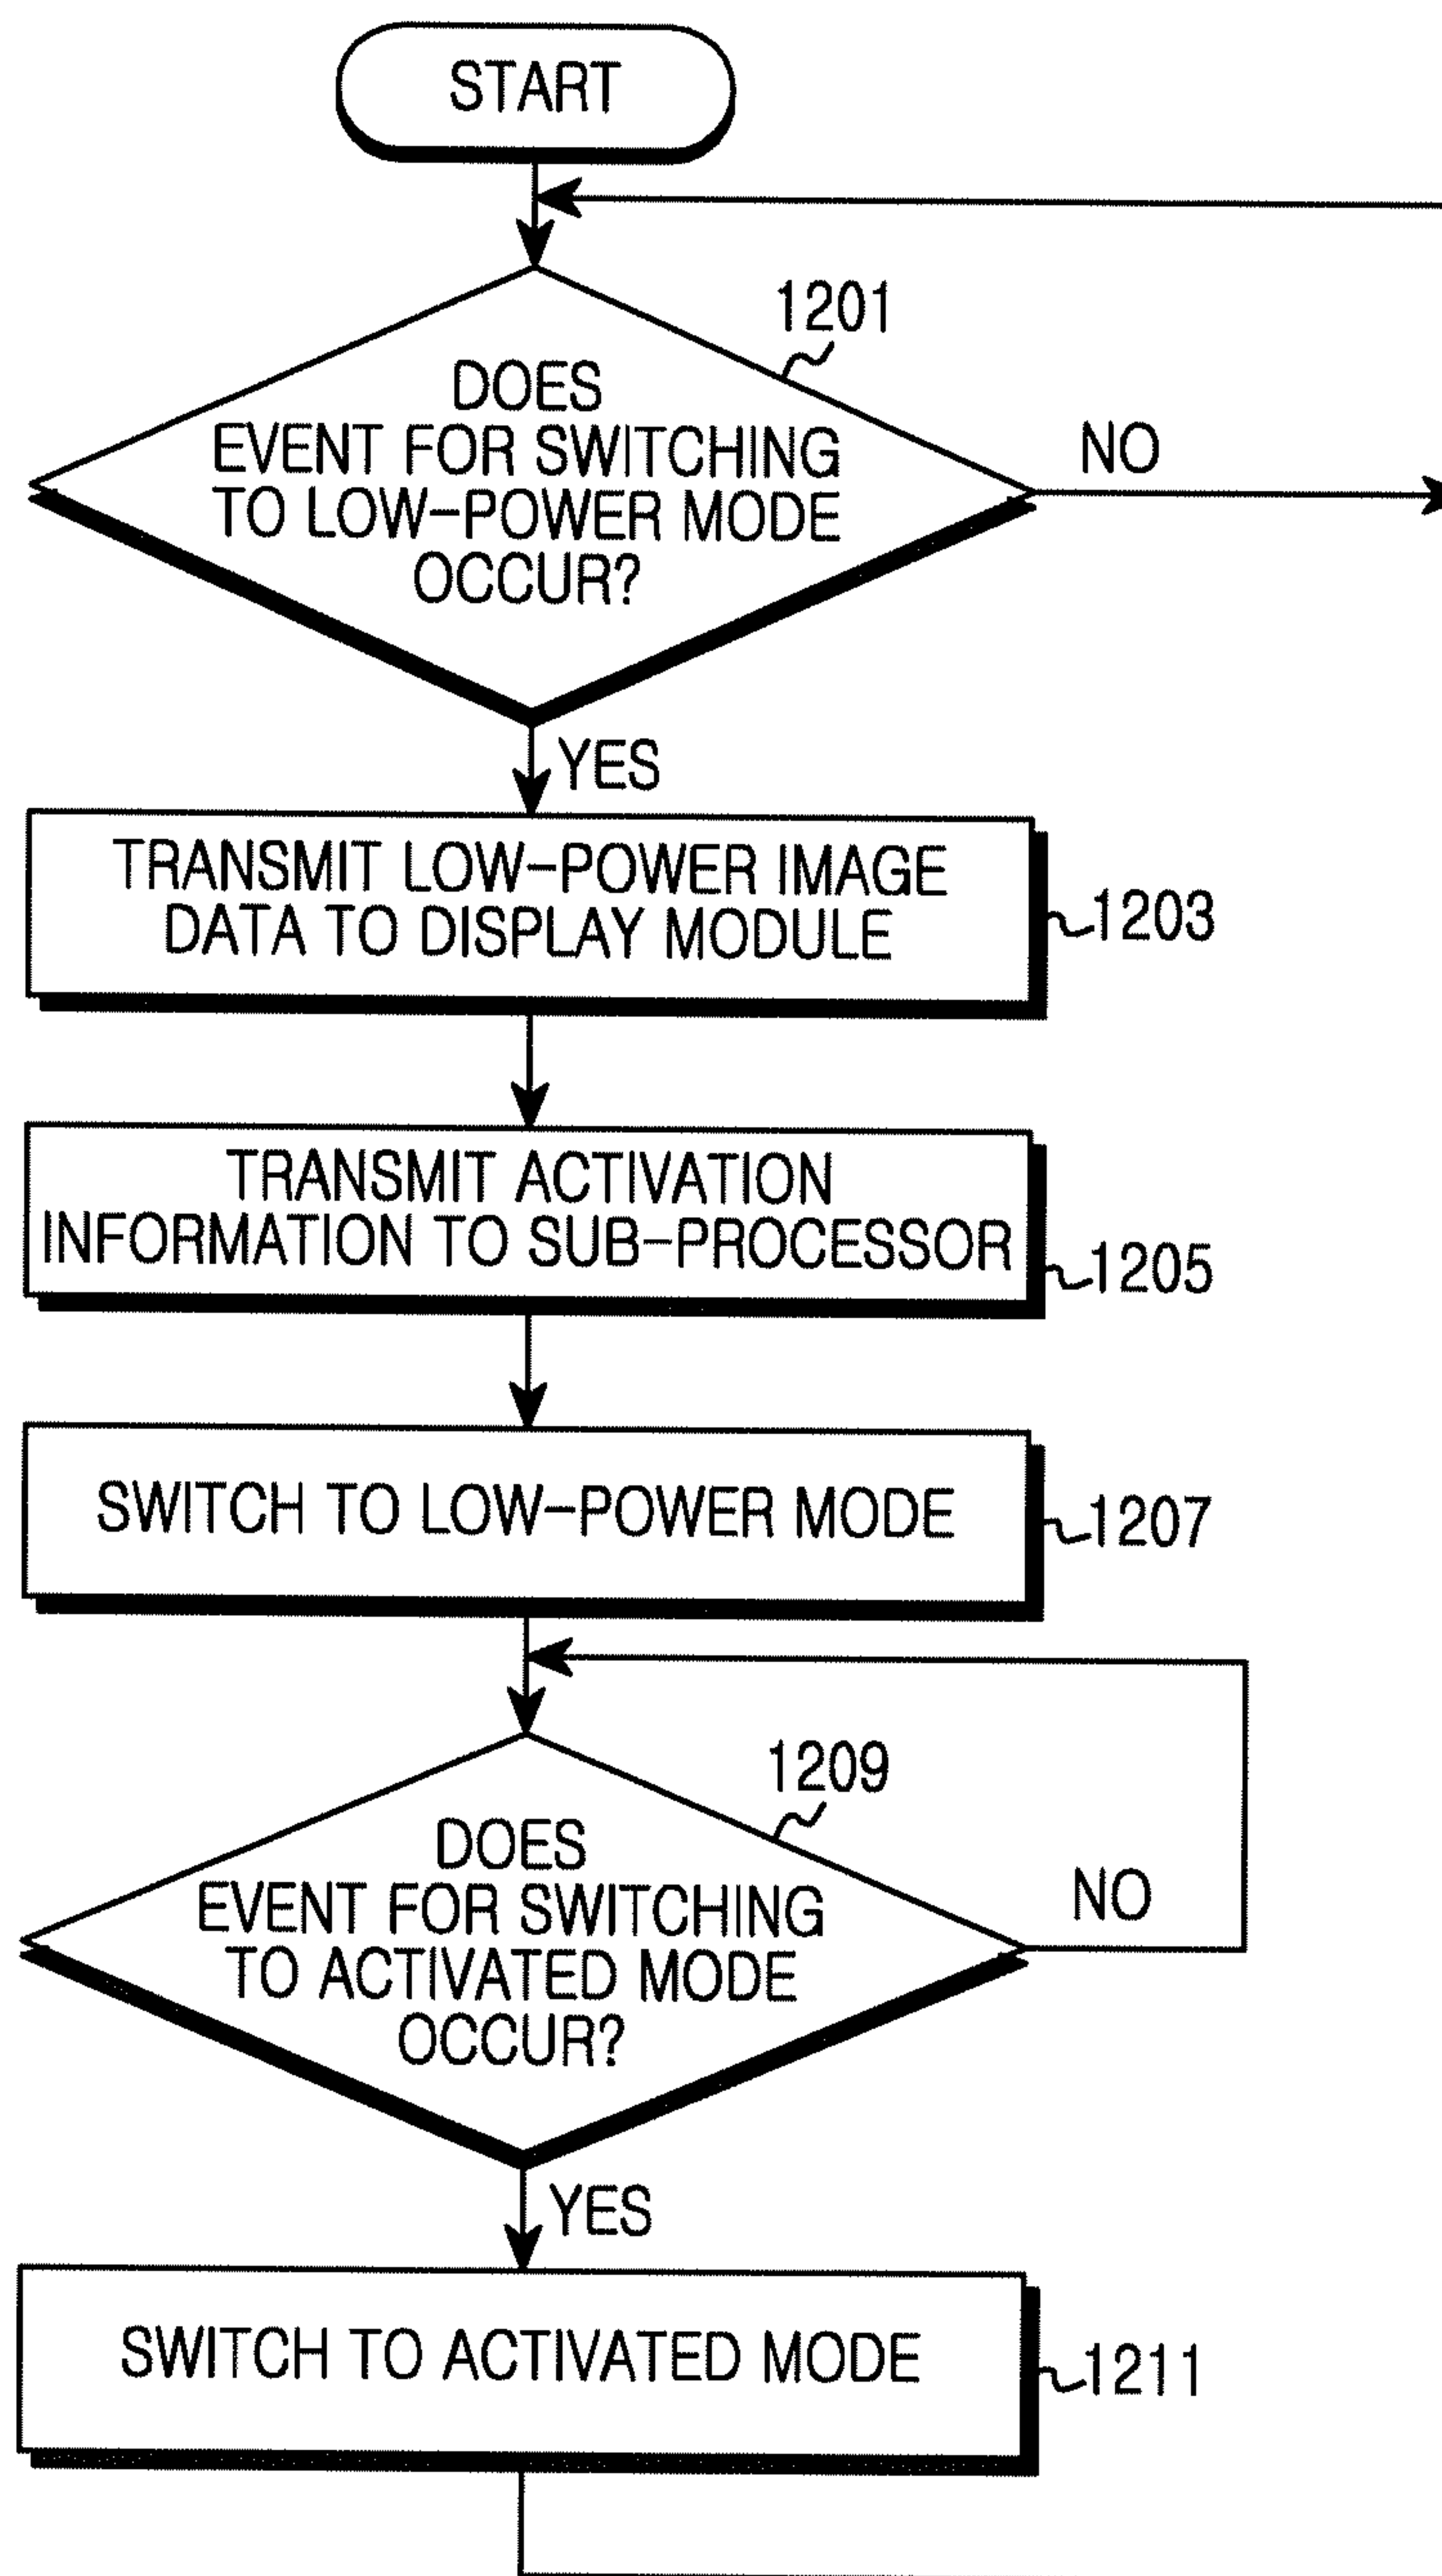 START
1201
DOES
EVENT FOR SWITCHING
TO LOW-POWER MODE
OCCUR?
NO
YES
TRANSMIT LOW-POWER IMAGE
DATA TO DISPLAY MODULE
1203
TRANSMIT ACTIVATION
INFORMATION TO SUB-PROCESSOR
1205
SWITCH TO LOW-POWER MODE
1207
1209
DOES
EVENT FOR SWITCHING
TO ACTIVATED MODE
OCCUR?
NO
YES
SWITCH TO ACTIVATED MODE
1211